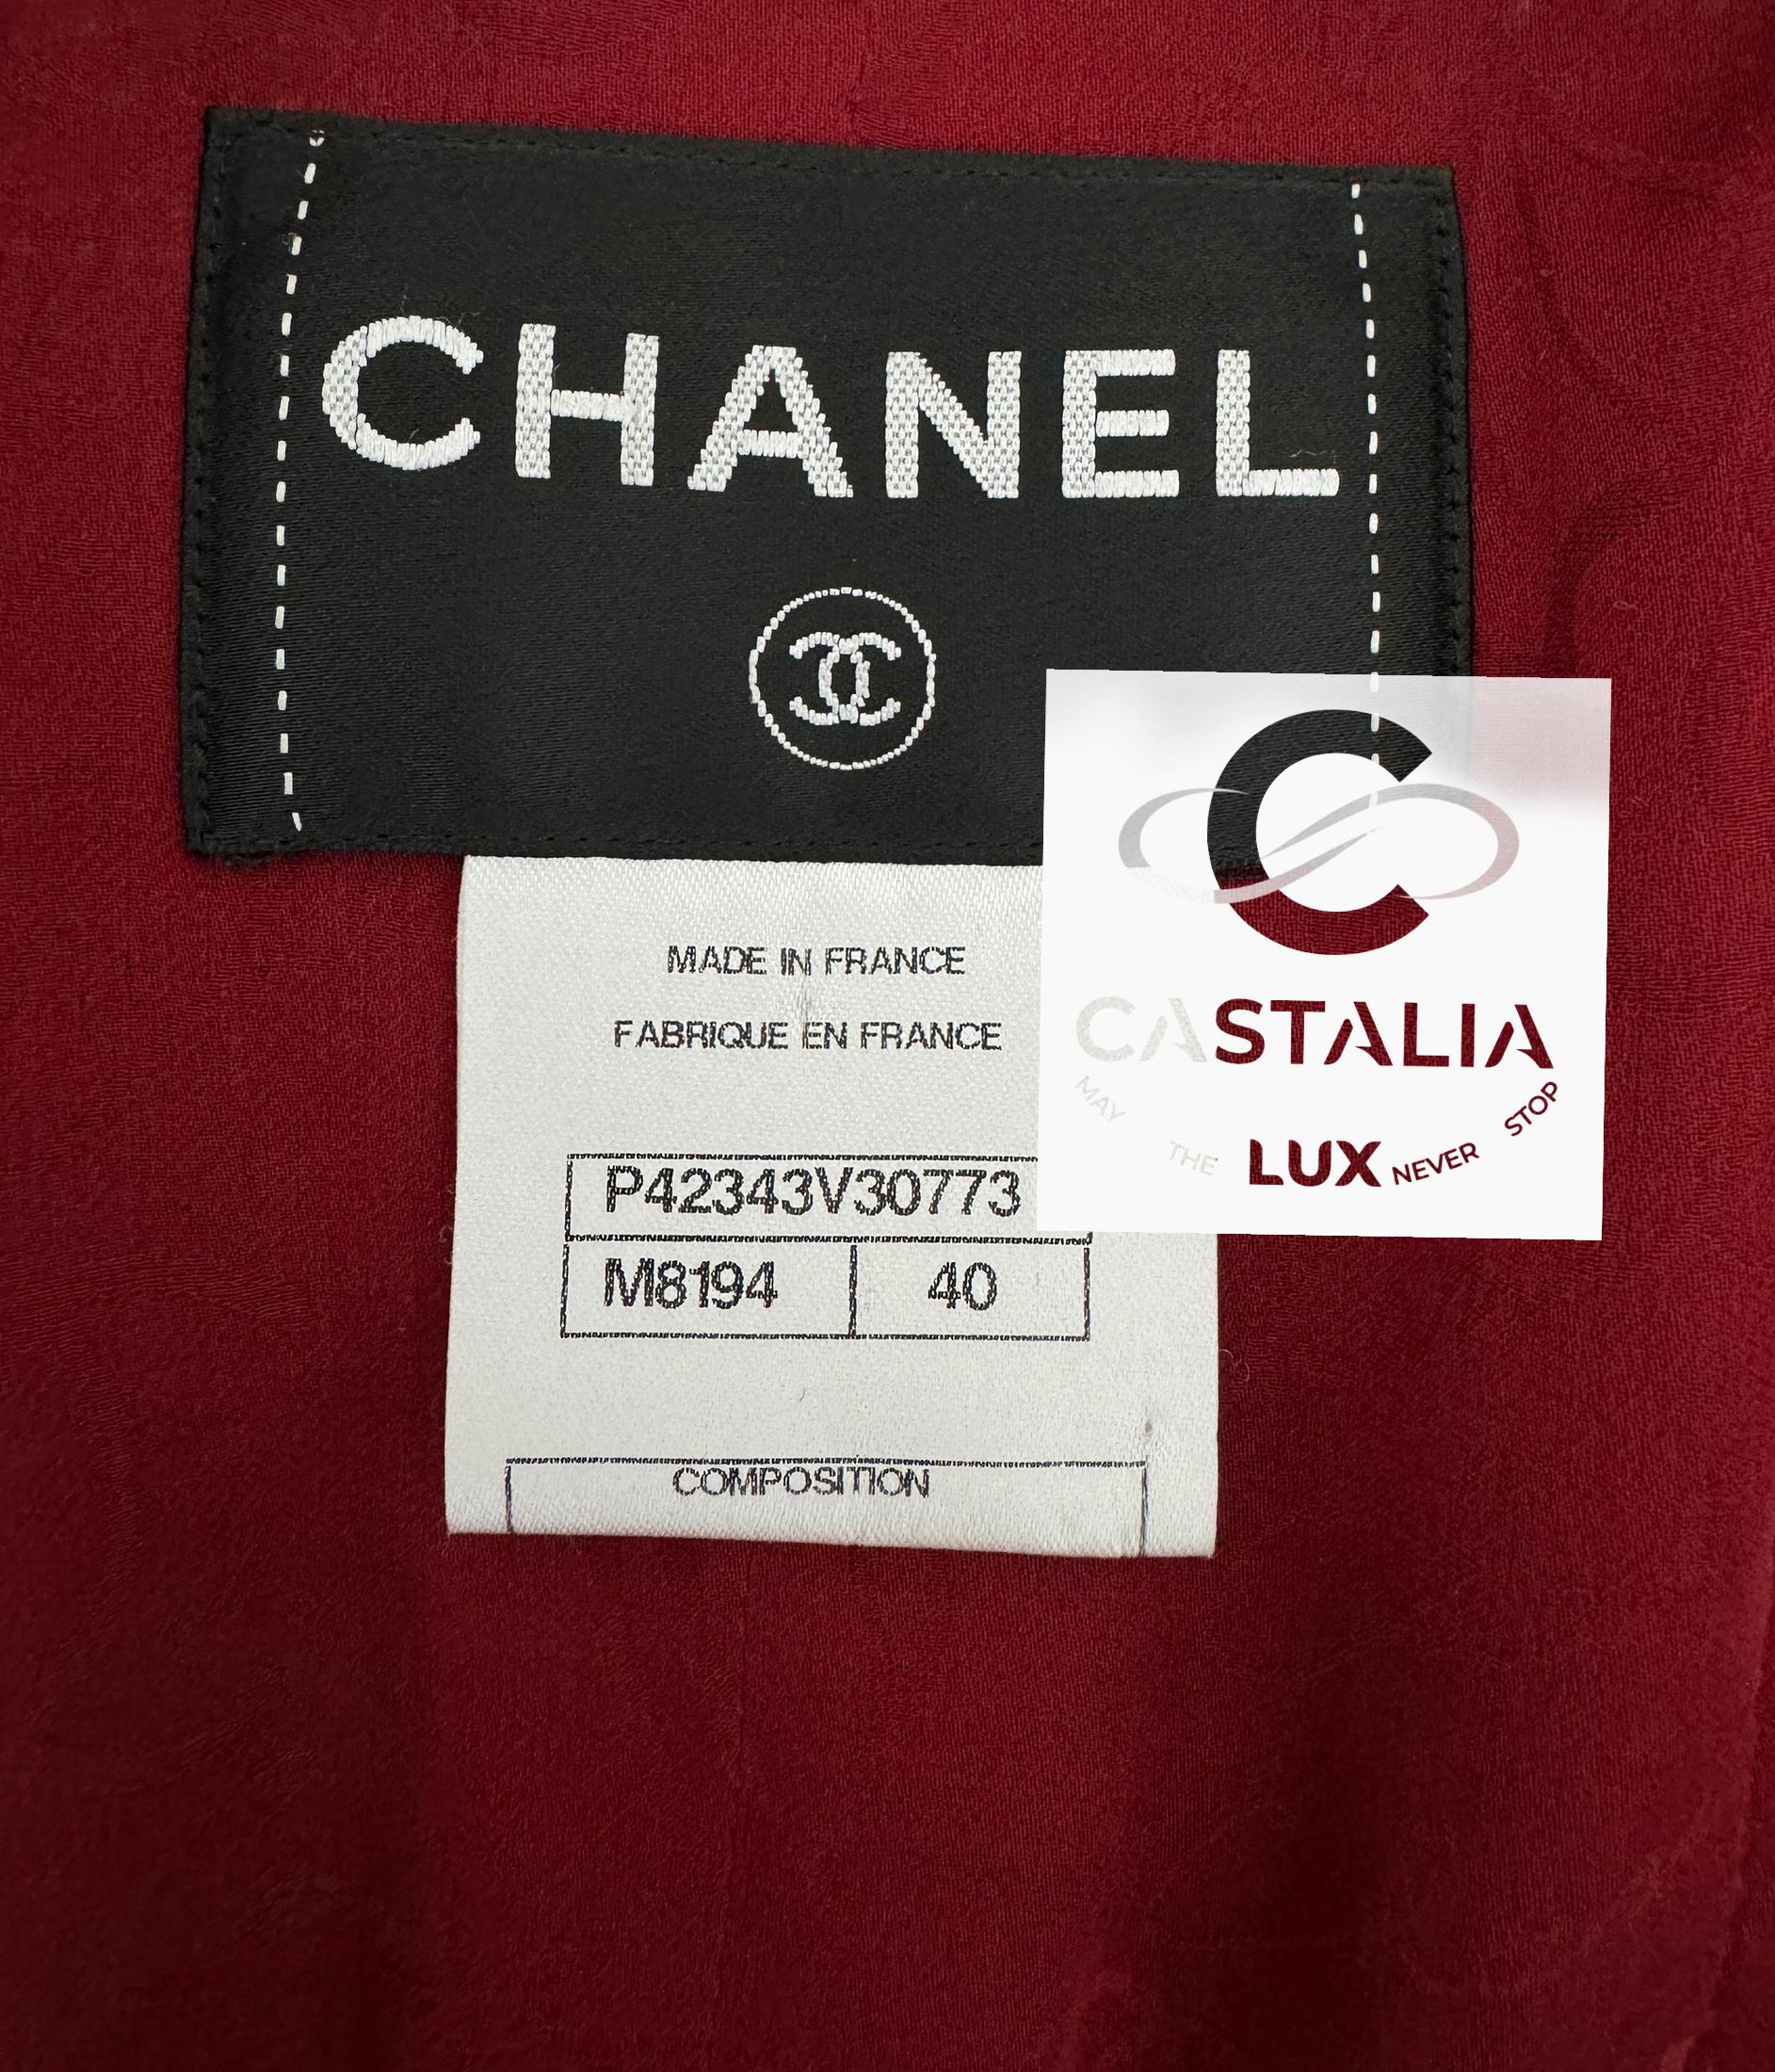 CHANEL
MADE IN FRANCE
FABRIQUE EN FRANCE
P42343V30773
M8194 40
COMPOSITION
C
CASTALIA
MAY THE LUX NEVER STOP